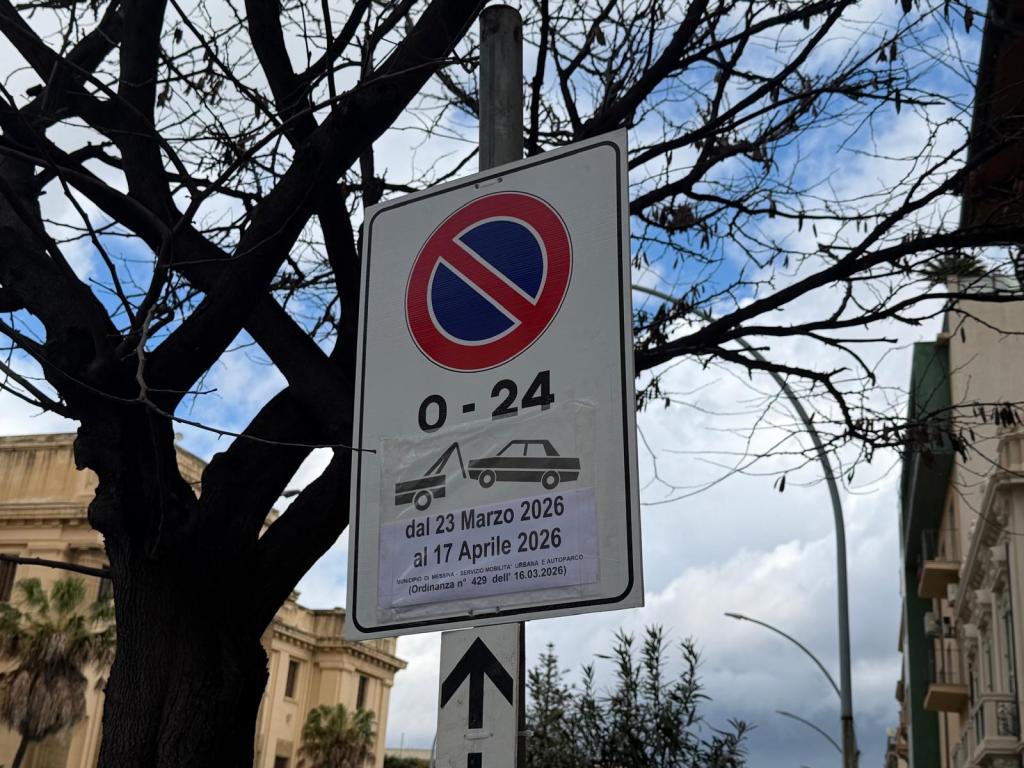 0 - 24
dal 23 Marzo 2026
al 17 Aprile 2026
MUNICIPIO DI MESSINA - SERVIZIO MOBILITA' URBANA E AUTOPARCO
(Ordinanza n° 429 dell' 16.03.2026)